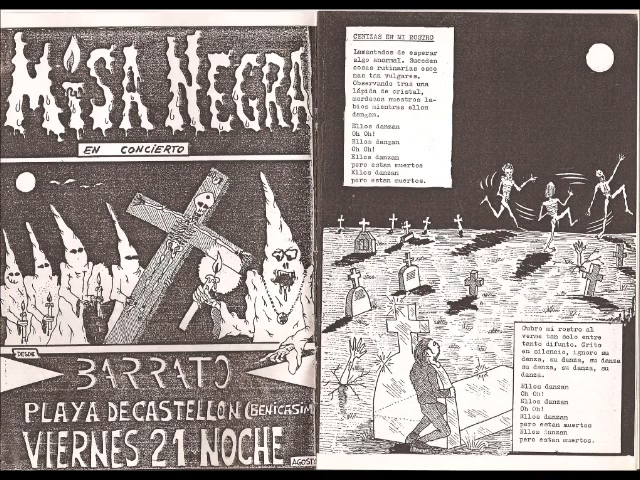 MISA NEGRA
EN CONCIERTO
DESDE
BARRATO
PLAYA DE CASTELLON (BENICASIM
VIERNES 21 NOCHE
AGOSTO
CENIZAS EN MI ROSTRO
de esperar
algo anormal. Suceden
cosas rutinarias
mas tan vulgares.
Observando tras una
lápida de cristal,
mordemos nuestros la-
bios mientras ellos
danzan.
Ellos danzan
Oh Oh!
Ellos danzan
Oh Oh!
Ellos danzan
pero estan muertos
Ellos danzan
pero estan muertos.
Cubro mi rostro al
verme tan solo entre
tanto difunto. Grito
en silencio, ignoro su
danza, su danza, su danza
su danza, su danza, su
danza.
Ellos danzan
Oh Oh!
Ellos danzan
Oh Oh!
Ellos danzan
pero estan muertos
Ellos danzan
pero estan muertos.